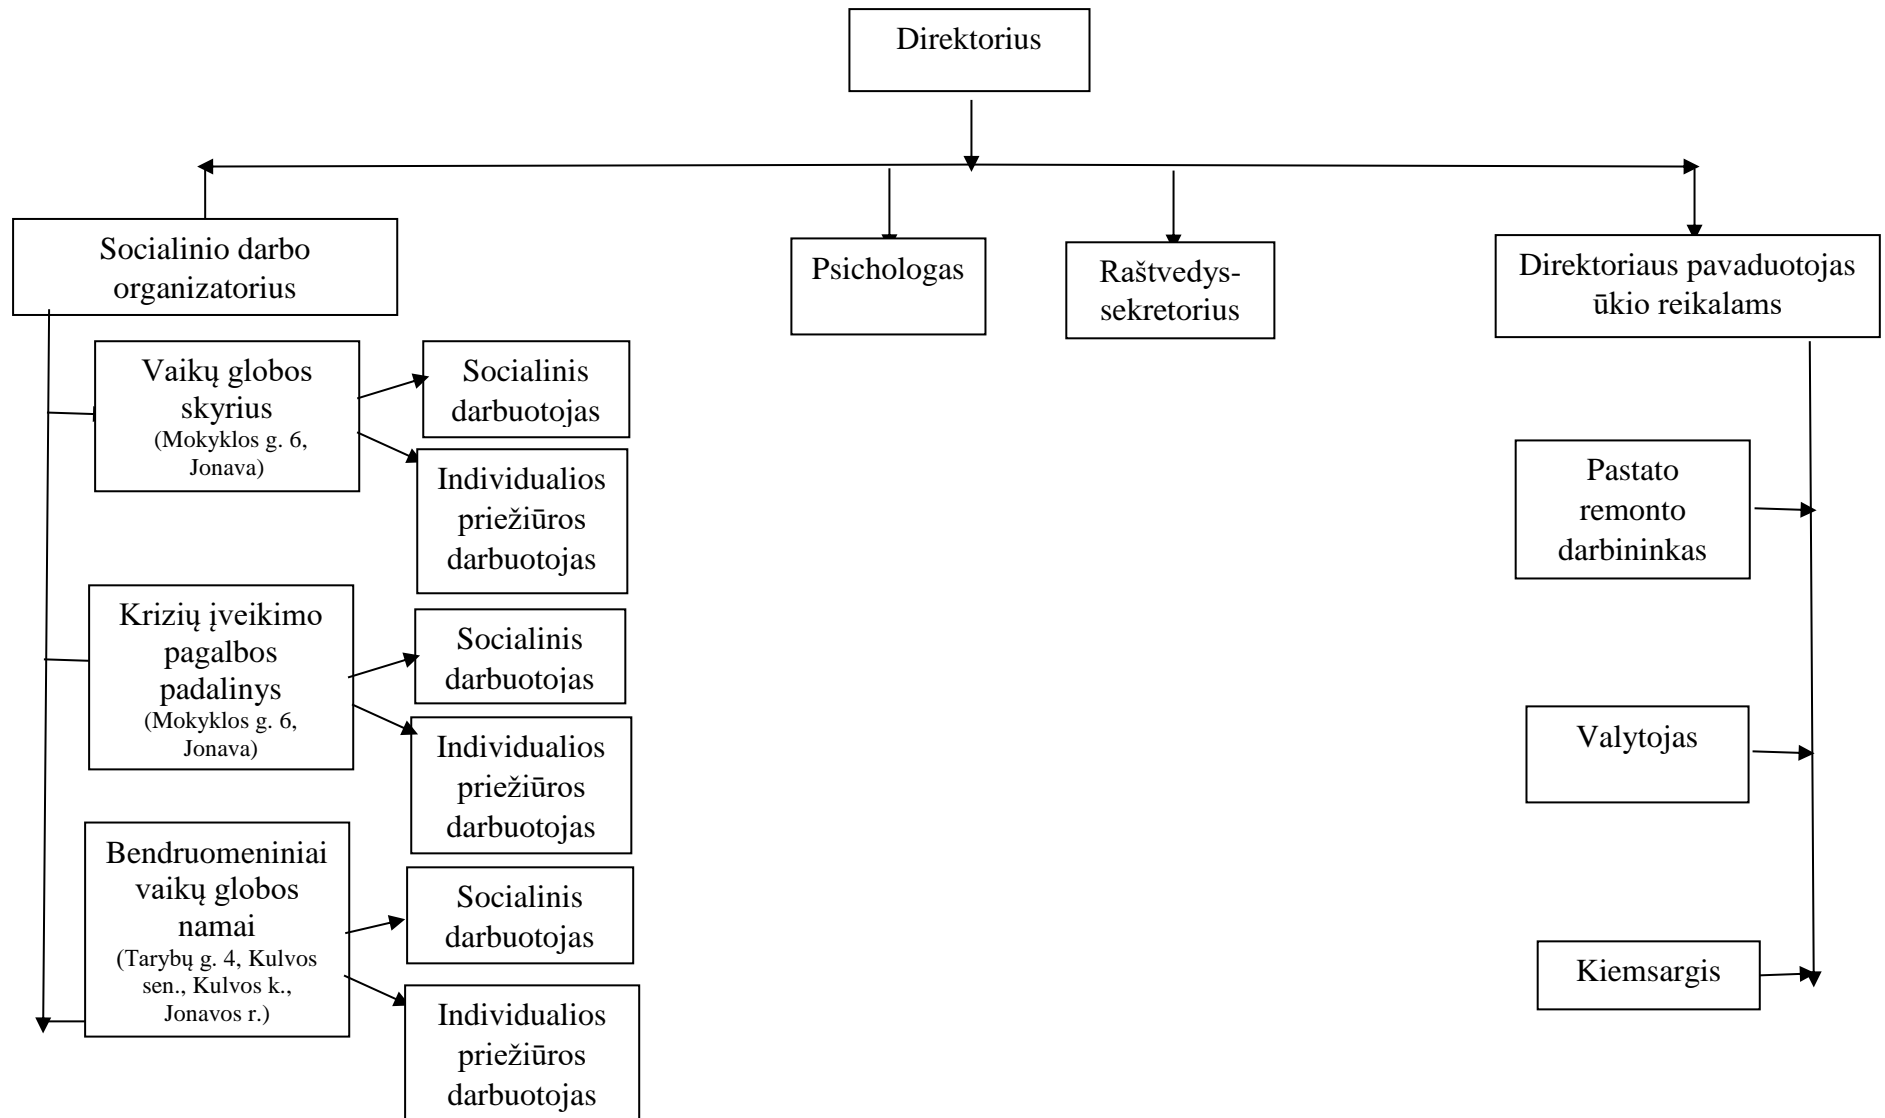 Direktorius
Socialinio darbo
organizatorius
Psichologas
Raštvedys-
sekretorius
Direktoriaus pavaduotojas
ūkio reikalams
Vaikų globos
skyrius
(Mokyklos g. 6,
Jonava)
Socialinis
darbuotojas
Individualios
priežiūros
darbuotojas
Krizių įveikimo
pagalbos
padalinys
(Mokyklos g. 6,
Jonava)
Socialinis
darbuotojas
Individualios
priežiūros
darbuotojas
Bendruomeniniai
vaikų globos
namai
(Tarybų g. 4, Kulvos
sen., Kulvos k.,
Jonavos r.)
Socialinis
darbuotojas
Individualios
priežiūros
darbuotojas
Pastato
remonto
darbininkas
Valytojas
Kiemsargis